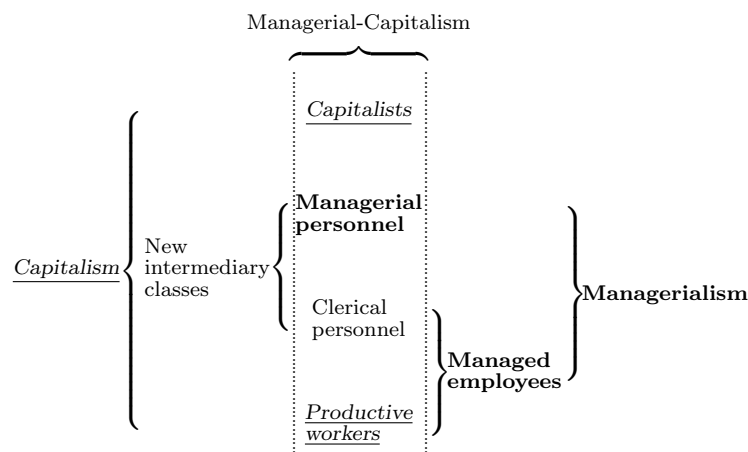 Managerial-Capitalism
Capitalists
Managerial
personnel
New
intermediary
classes
Capitalism
Clerical
personnel
Managerialism
Managed
employees
Productive
workers